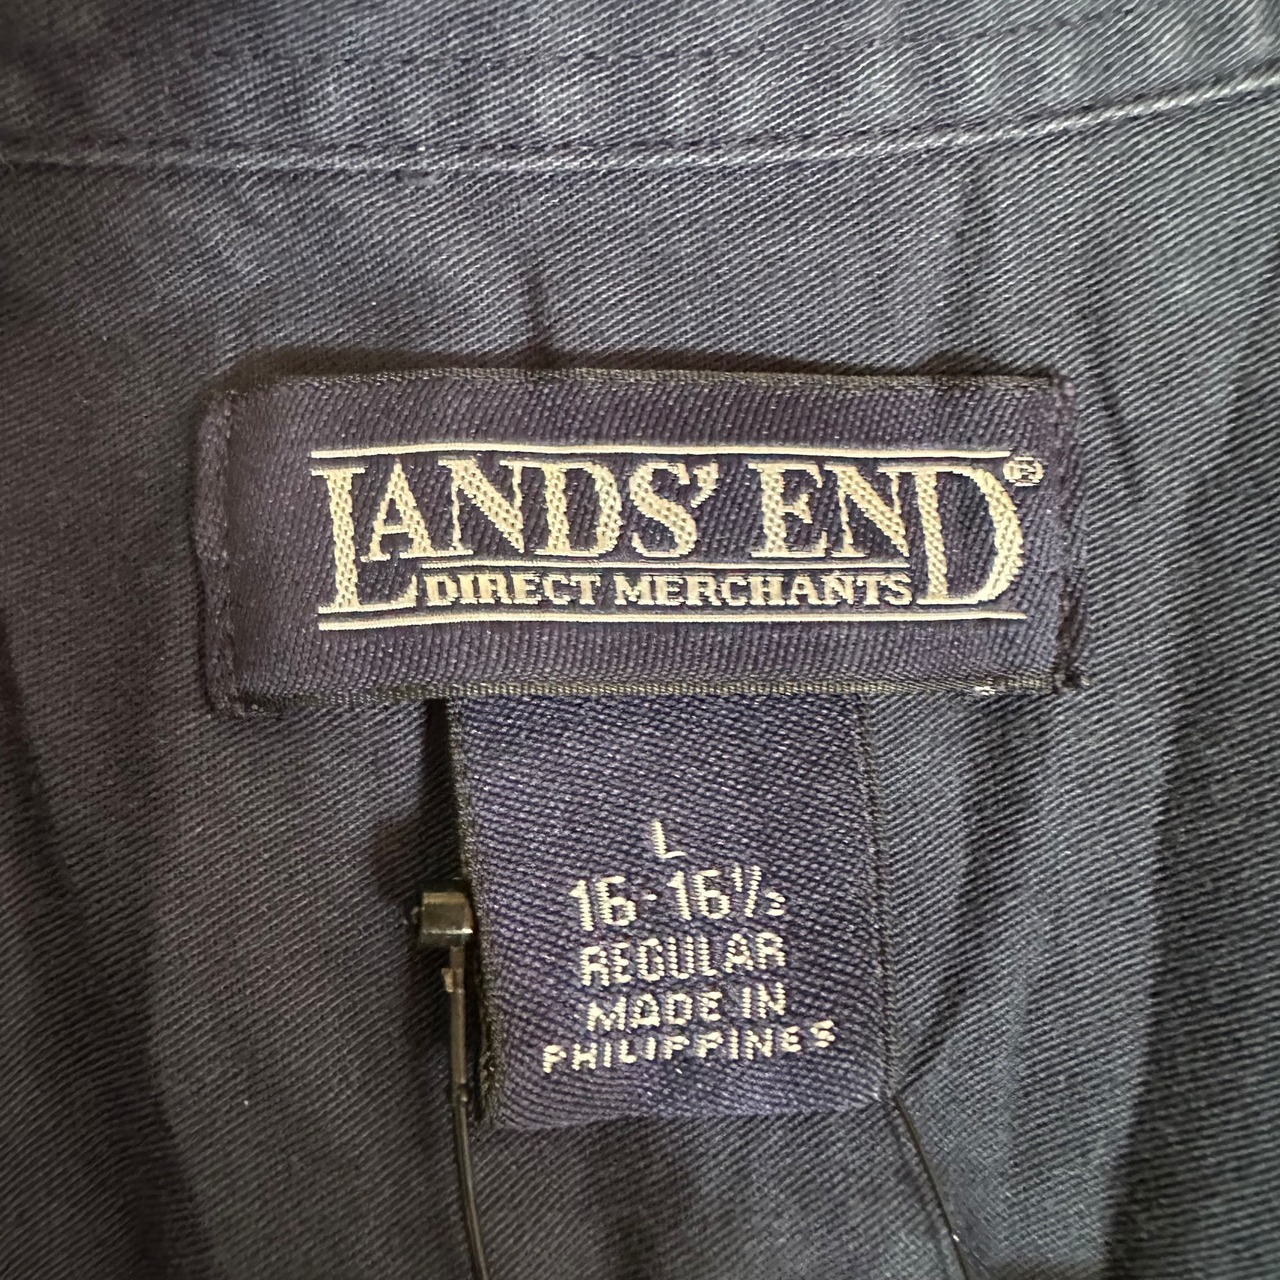 LANDS' END®
DIRECT MERCHANTS
L
16-16½
REGULAR
MADE IN
PHILIPPINES